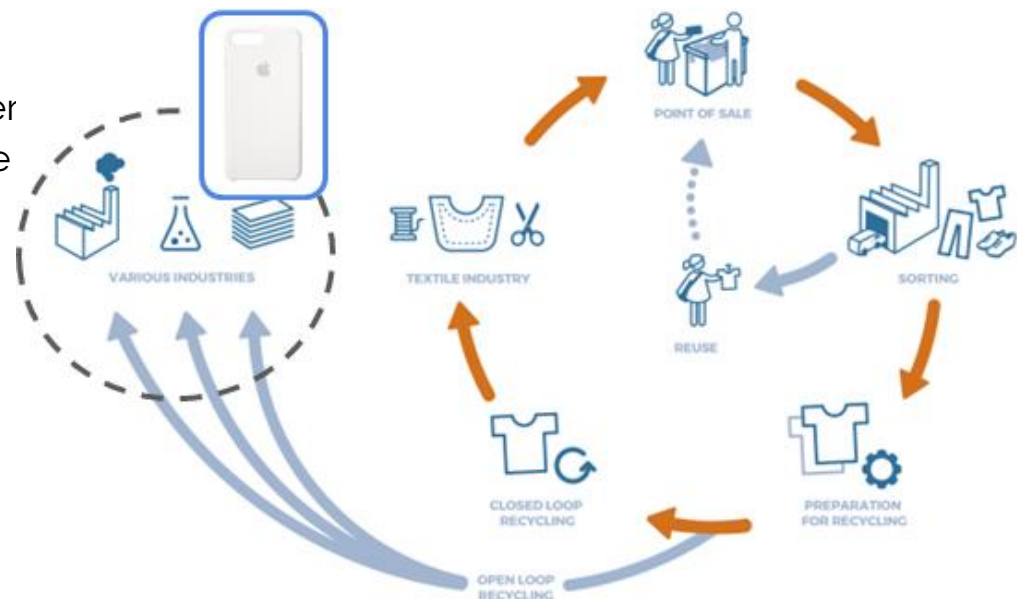 er
e
POINT OF SALE
VARIOUS INDUSTRIES
TEXTILE INDUSTRY
SORTING
REUSE
CLOSED LOOP
RECYCLING
PREPARATION
FOR RECYCLING
OPEN LOOP
RECYCLING